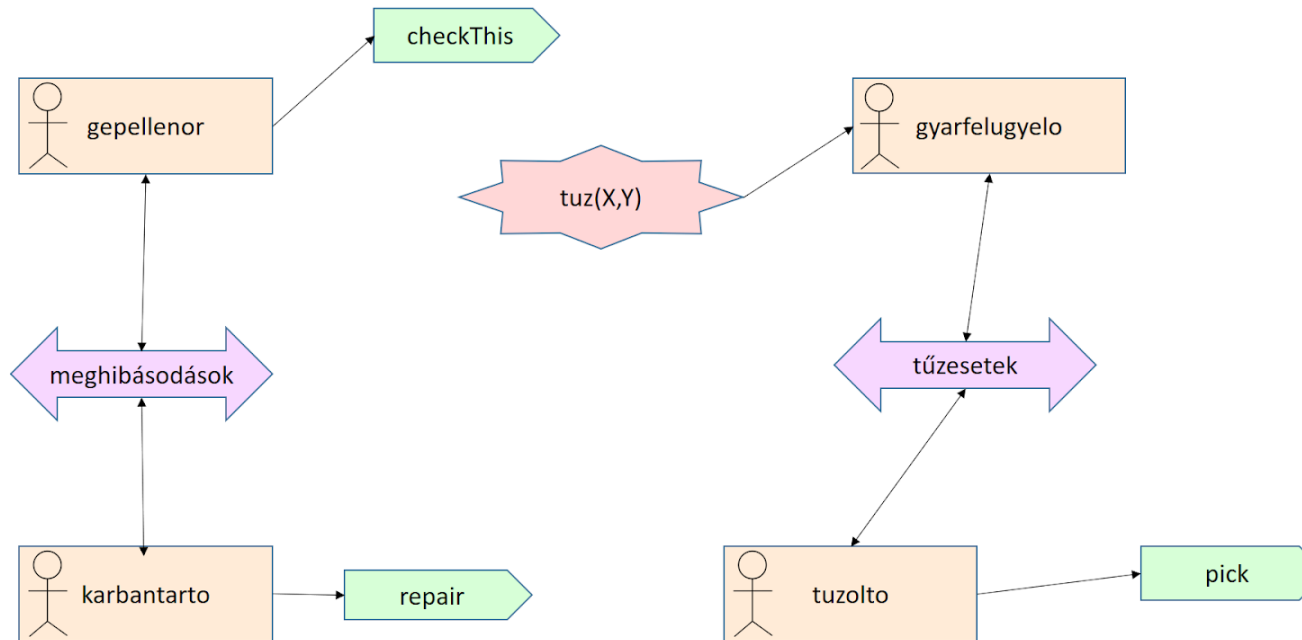 checkThis
gepellenor
gyarfelugyelo
tuz(X,Y)
meghibásodások
tűzesetek
karbantarto
repair
tuzolto
pick